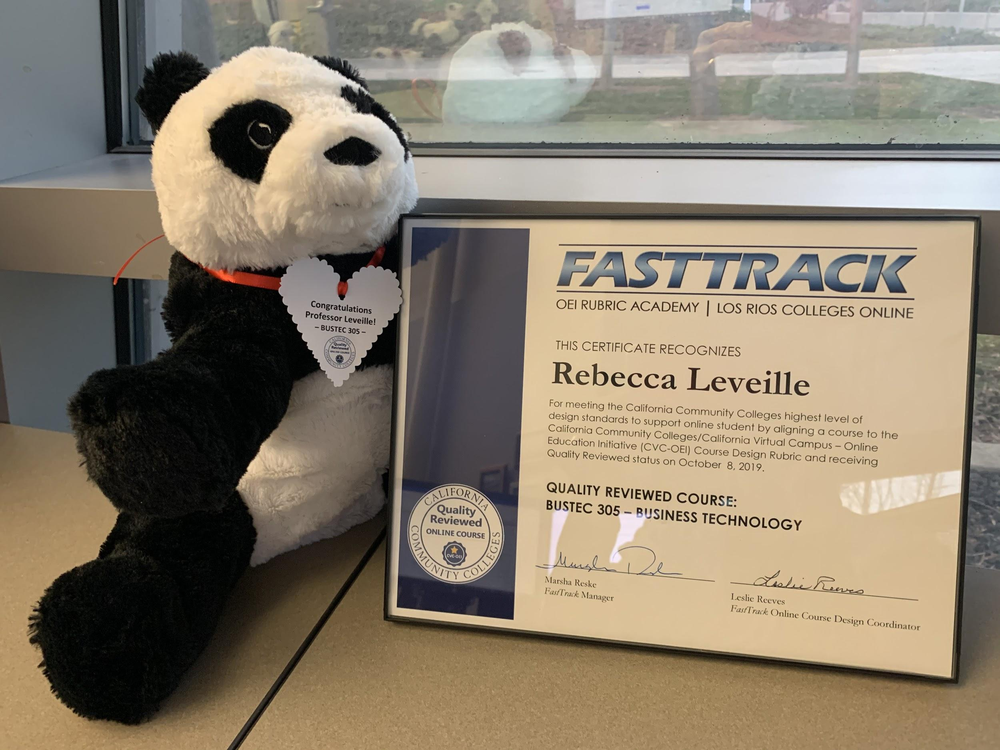 Congratulations
Professor Leveille!
– BUSTEC 305 –
CALIFORNIA
Quality
Reviewed
ONLINE COURSE
COMMUNITY COLLEGES
FASTTRACK
OEI RUBRIC ACADEMY | LOS RIOS COLLEGES ONLINE
THIS CERTIFICATE RECOGNIZES
Rebecca Leveille
For meeting the California Community Colleges highest level of
design standards to support online student by aligning a course to the
California Community Colleges/California Virtual Campus – Online
Education Initiative (CVC-OEI) Course Design Rubric and receiving
Quality Reviewed status on October 8, 2019.
QUALITY REVIEWED COURSE:
BUSTEC 305 – BUSINESS TECHNOLOGY
CALIFORNIA
Quality
Reviewed
ONLINE COURSE
CVC-OEI
COMMUNITY COLLEGES
Marsha Reske
FastTrack Manager
Leslie Reeves
Leslie Reeves
FastTrack Online Course Design Coordinator